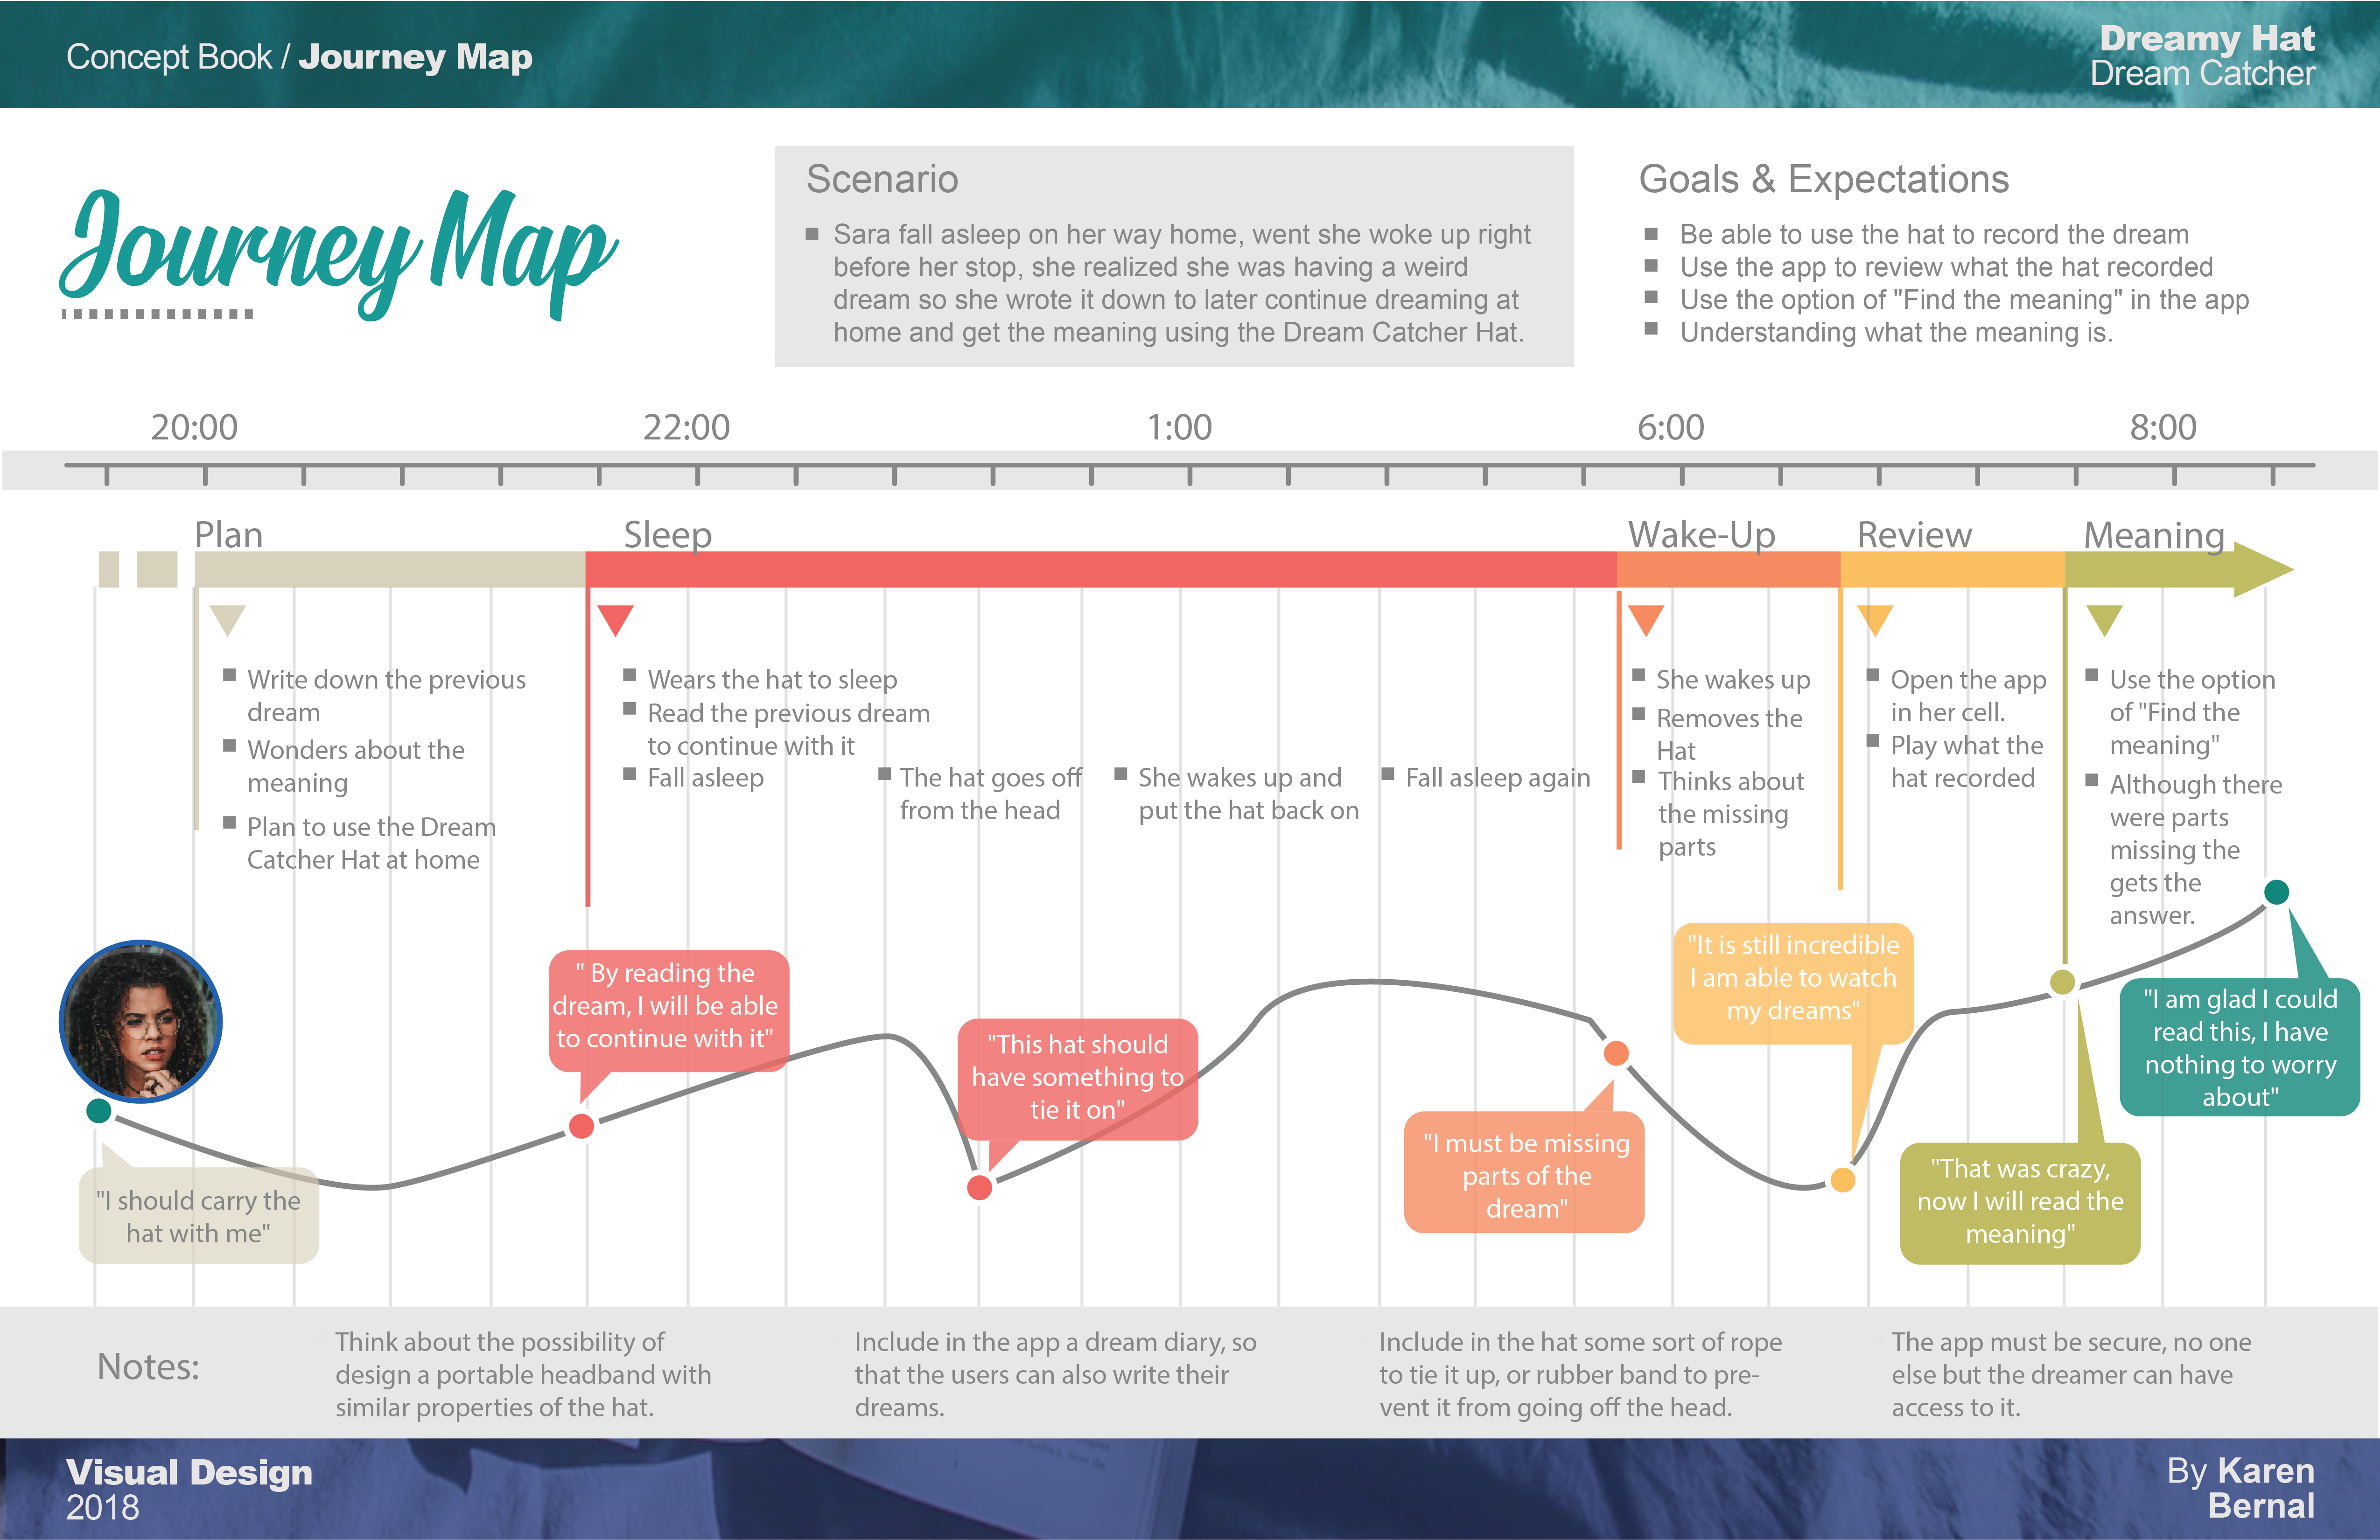 Concept Book / Journey Map
Dreamy Hat
Dream Catcher
Journey Map
Scenario
Sara fall asleep on her way home, went she woke up right
before her stop, she realized she was having a weird
dream so she wrote it down to later continue dreaming at
home and get the meaning using the Dream Catcher Hat.
Goals & Expectations
Be able to use the hat to record the dream
Use the app to review what the hat recorded
Use the option of "Find the meaning" in the app
Understanding what the meaning is.
20:00
22:00
1:00
6:00
8:00
Plan
Sleep
Wake-Up
Review
Meaning
Write down the previous
dream
Wonders about the
meaning
Plan to use the Dream
Catcher Hat at home
Wears the hat to sleep
Read the previous dream
to continue with it
Fall asleep
The hat goes off
from the head
She wakes up and
put the hat back on
Fall asleep again
She wakes up
Removes the
Hat
Thinks about
the missing
parts
Open the app
in her cell.
Play what the
hat recorded
Use the option
of "Find the
meaning"
Although there
were parts
missing the
gets the
answer.
"I should carry the
hat with me"
" By reading the
dream, I will be able
to continue with it"
"This hat should
have something to
tie it on"
"I must be missing
parts of the
dream"
"It is still incredible
I am able to watch
my dreams"
"That was crazy,
now I will read the
meaning"
"I am glad I could
read this, I have
nothing to worry
about"
Notes:
Think about the possibility of
design a portable headband with
similar properties of the hat.
Include in the app a dream diary, so
that the users can also write their
dreams.
Include in the hat some sort of rope
to tie it up, or rubber band to pre-
vent it from going off the head.
The app must be secure, no one
else but the dreamer can have
access to it.
Visual Design
2018
By Karen
Bernal